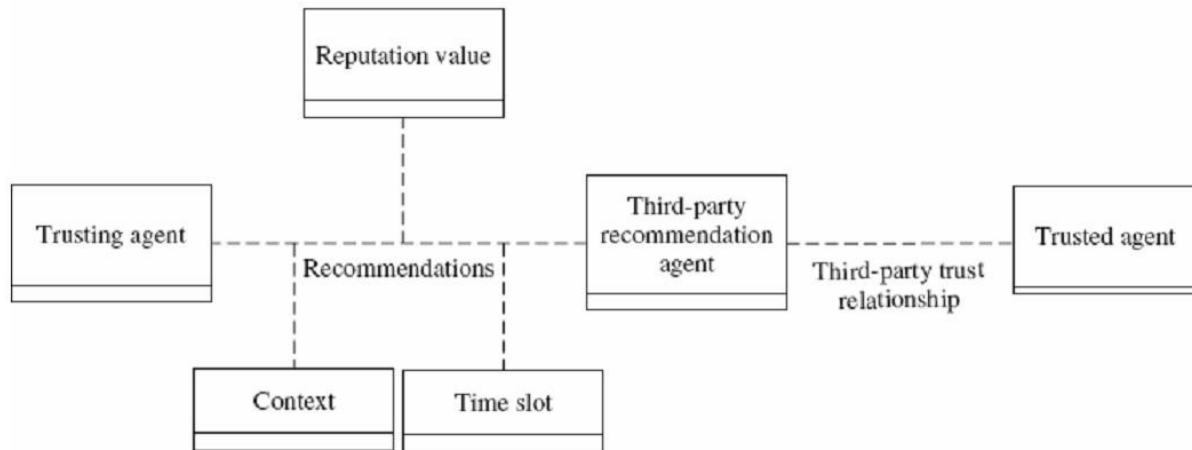 Reputation value
Trusting agent
Recommendations
Third-party
recommendation
agent
Third-party trust
relationship
Trusted agent
Context
Time slot